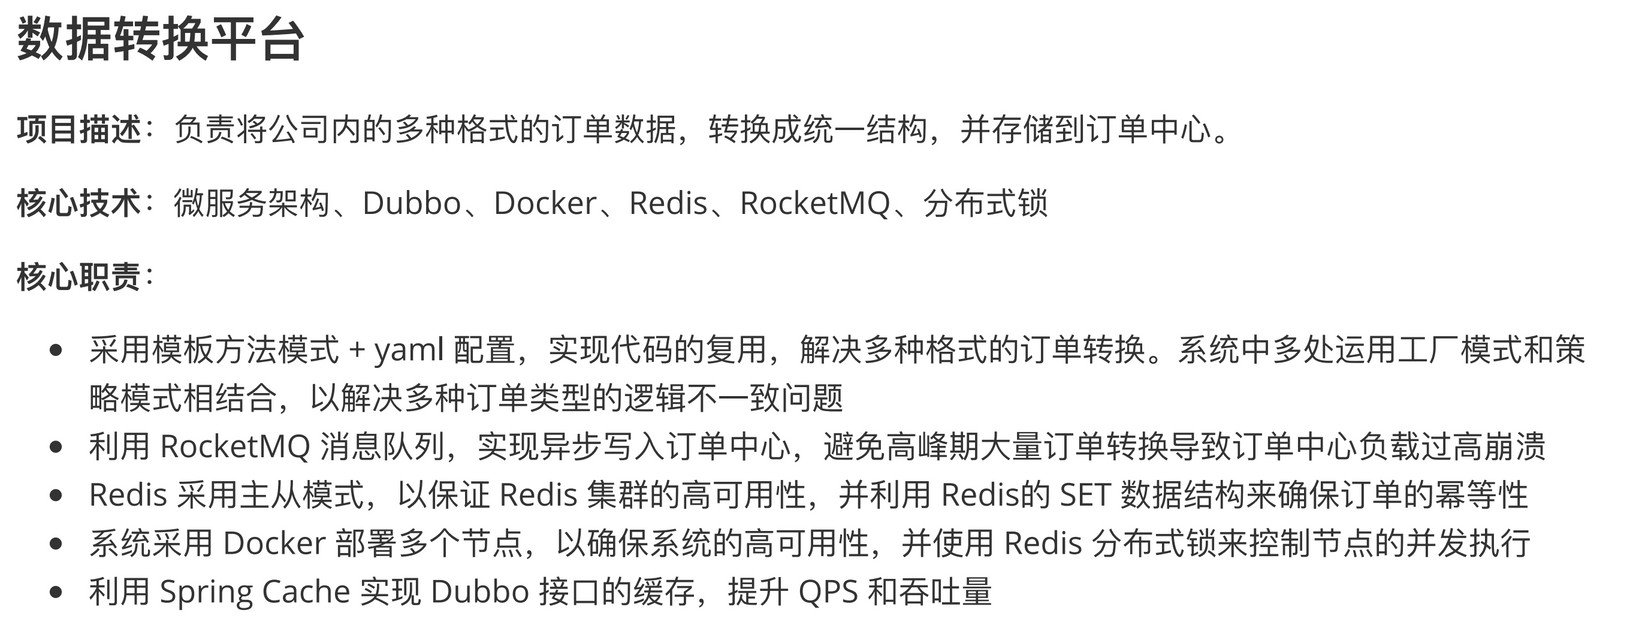 数据转换平台
项目描述：负责将公司内的多种格式的订单数据，转换成统一结构，并存储到订单中心。
核心技术：微服务架构、Dubbo、Docker、Redis、RocketMQ、分布式锁
核心职责：
• 采用模板方法模式 + yaml 配置，实现代码的复用，解决多种格式的订单转换。系统中多处运用工厂模式和策
略模式相结合，以解决多种订单类型的逻辑不一致问题
• 利用 RocketMQ 消息队列，实现异步写入订单中心，避免高峰期大量订单转换导致订单中心负载过高崩溃
• Redis 采用主从模式，以保证 Redis 集群的高可用性，并利用 Redis的 SET 数据结构来确保订单的幂等性
• 系统采用 Docker 部署多个节点，以确保系统的高可用性，并使用 Redis 分布式锁来控制节点的并发执行
• 利用 Spring Cache 实现 Dubbo 接口的缓存，提升 QPS 和吞吐量